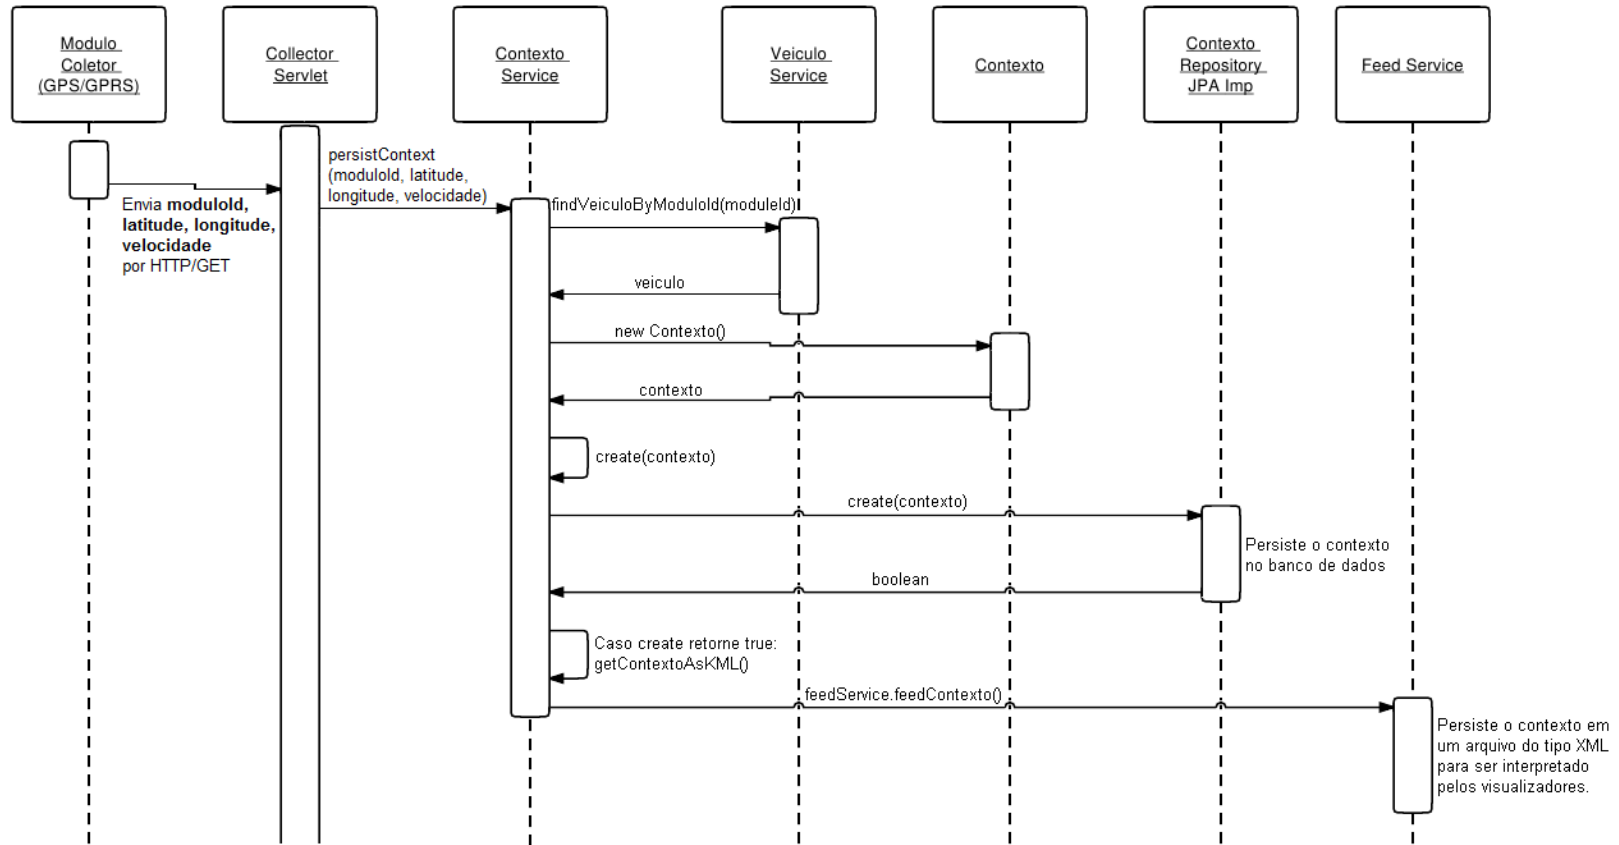 Modulo
Coletor
(GPS/GPRS)
Collector
Servlet
Contexto
Service
Veiculo
Service
Contexto
Contexto
Repository
JPA Imp
Feed Service
persistContext
(moduloId, latitude,
longitude, velocidade)
Envia moduloId,
latitude, longitude,
velocidade
por HTTP/GET
findVeiculoByModuloId(moduleId)
veiculo
new Contexto()
contexto
create(contexto)
create(contexto)
Persiste o contexto
no banco de dados
boolean
Caso create retorne true:
getContextoAsKML()
feedService.feedContexto()
Persiste o contexto em
um arquivo do tipo XML
para ser interpretado
pelos visualizadores.